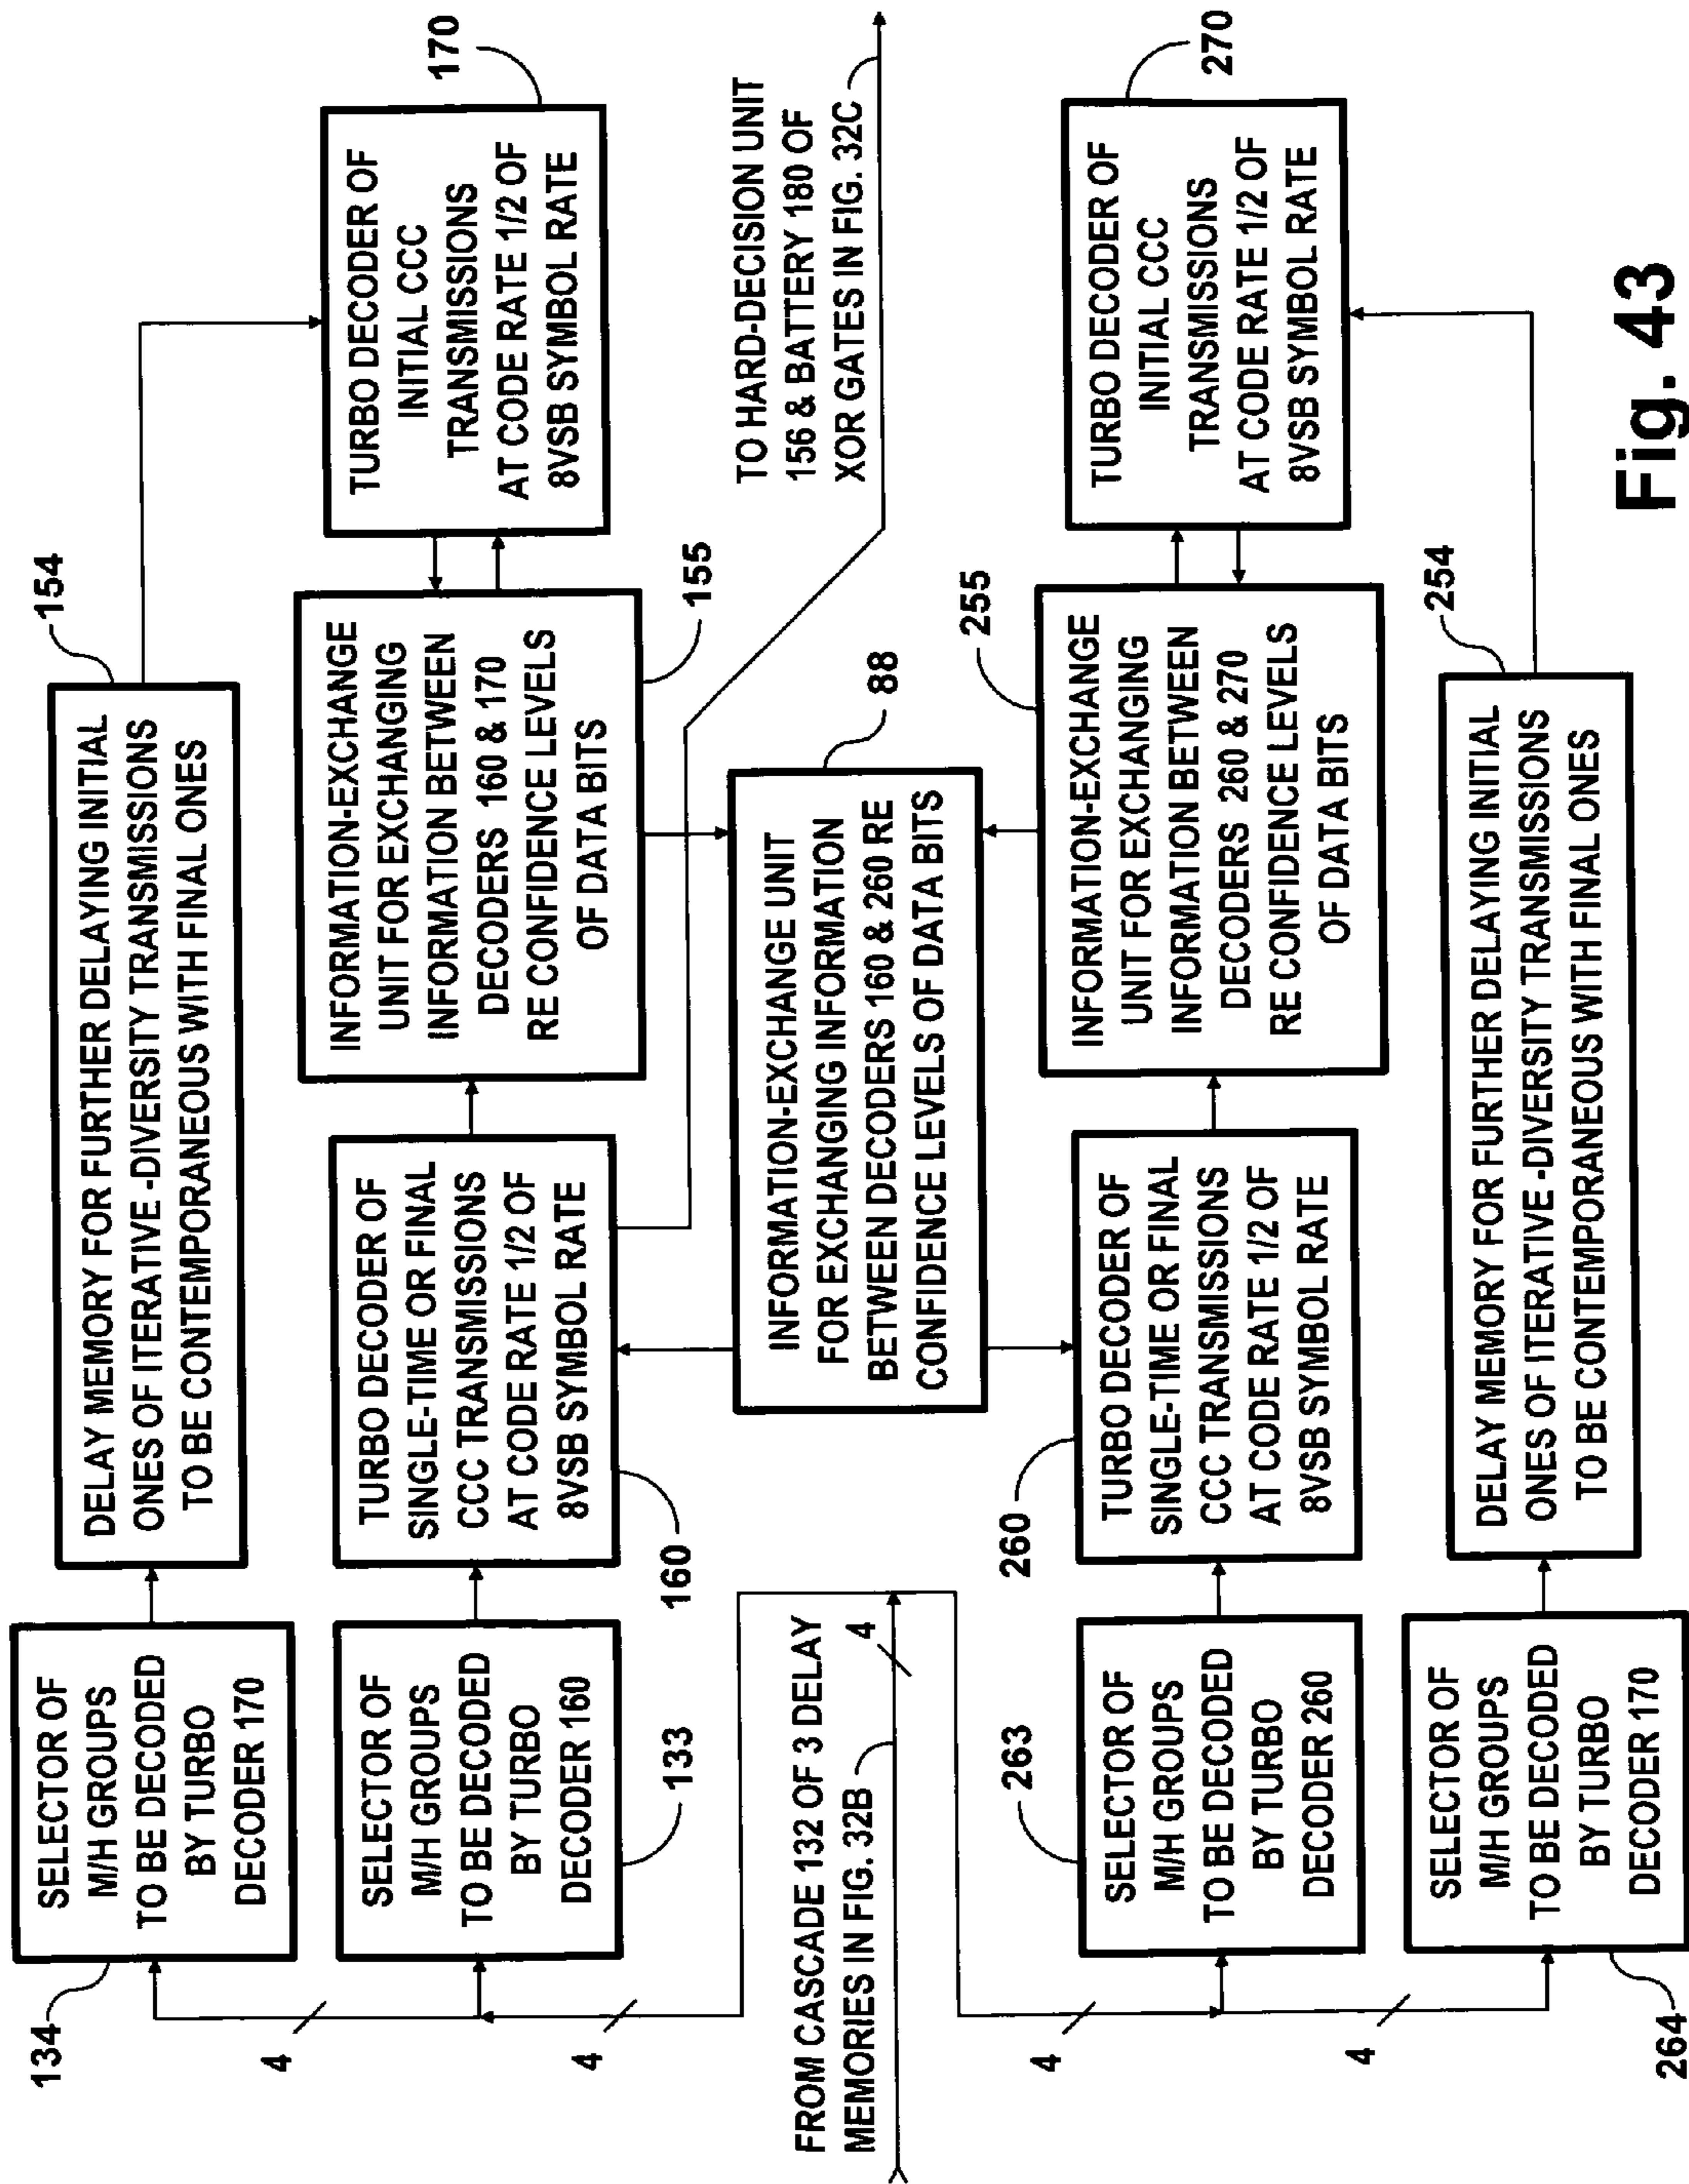 134
SELECTOR OF
M/H GROUPS
TO BE DECODED
BY TURBO
DECODER 170
DELAY MEMORY FOR FURTHER DELAYING INITIAL
ONES OF ITERATIVE -DIVERSITY TRANSMISSIONS
TO BE CONTEMPORANEOUS WITH FINAL ONES
154
4
SELECTOR OF
M/H GROUPS
TO BE DECODED
BY TURBO
DECODER 160
133
TURBO DECODER OF
SINGLE-TIME OR FINAL
CCC TRANSMISSIONS
AT CODE RATE 1/2 OF
8VSB SYMBOL RATE
160
INFORMATION-EXCHANGE
UNIT FOR EXCHANGING
INFORMATION BETWEEN
DECODERS 160 & 170
RE CONFIDENCE LEVELS
OF DATA BITS
155
TURBO DECODER OF
INITIAL CCC
TRANSMISSIONS
AT CODE RATE 1/2 OF
8VSB SYMBOL RATE
170
4
FROM CASCADE 132 OF 3 DELAY
MEMORIES IN FIG. 32B
4
INFORMATION-EXCHANGE UNIT
FOR EXCHANGING INFORMATION
BETWEEN DECODERS 160 & 260 RE
CONFIDENCE LEVELS OF DATA BITS
88
TO HARD-DECISION UNIT
156 & BATTERY 180 OF
XOR GATES IN FIG. 32C
4
263
SELECTOR OF
M/H GROUPS
TO BE DECODED
BY TURBO
DECODER 260
260
TURBO DECODER OF
SINGLE-TIME OR FINAL
CCC TRANSMISSIONS
AT CODE RATE 1/2 OF
8VSB SYMBOL RATE
255
INFORMATION-EXCHANGE
UNIT FOR EXCHANGING
INFORMATION BETWEEN
DECODERS 260 & 270
RE CONFIDENCE LEVELS
OF DATA BITS
270
TURBO DECODER OF
INITIAL CCC
TRANSMISSIONS
AT CODE RATE 1/2 OF
8VSB SYMBOL RATE
4
264
SELECTOR OF
M/H GROUPS
TO BE DECODED
BY TURBO
DECODER 170
DELAY MEMORY FOR FURTHER DELAYING INITIAL
ONES OF ITERATIVE -DIVERSITY TRANSMISSIONS
TO BE CONTEMPORANEOUS WITH FINAL ONES
254
Fig. 43